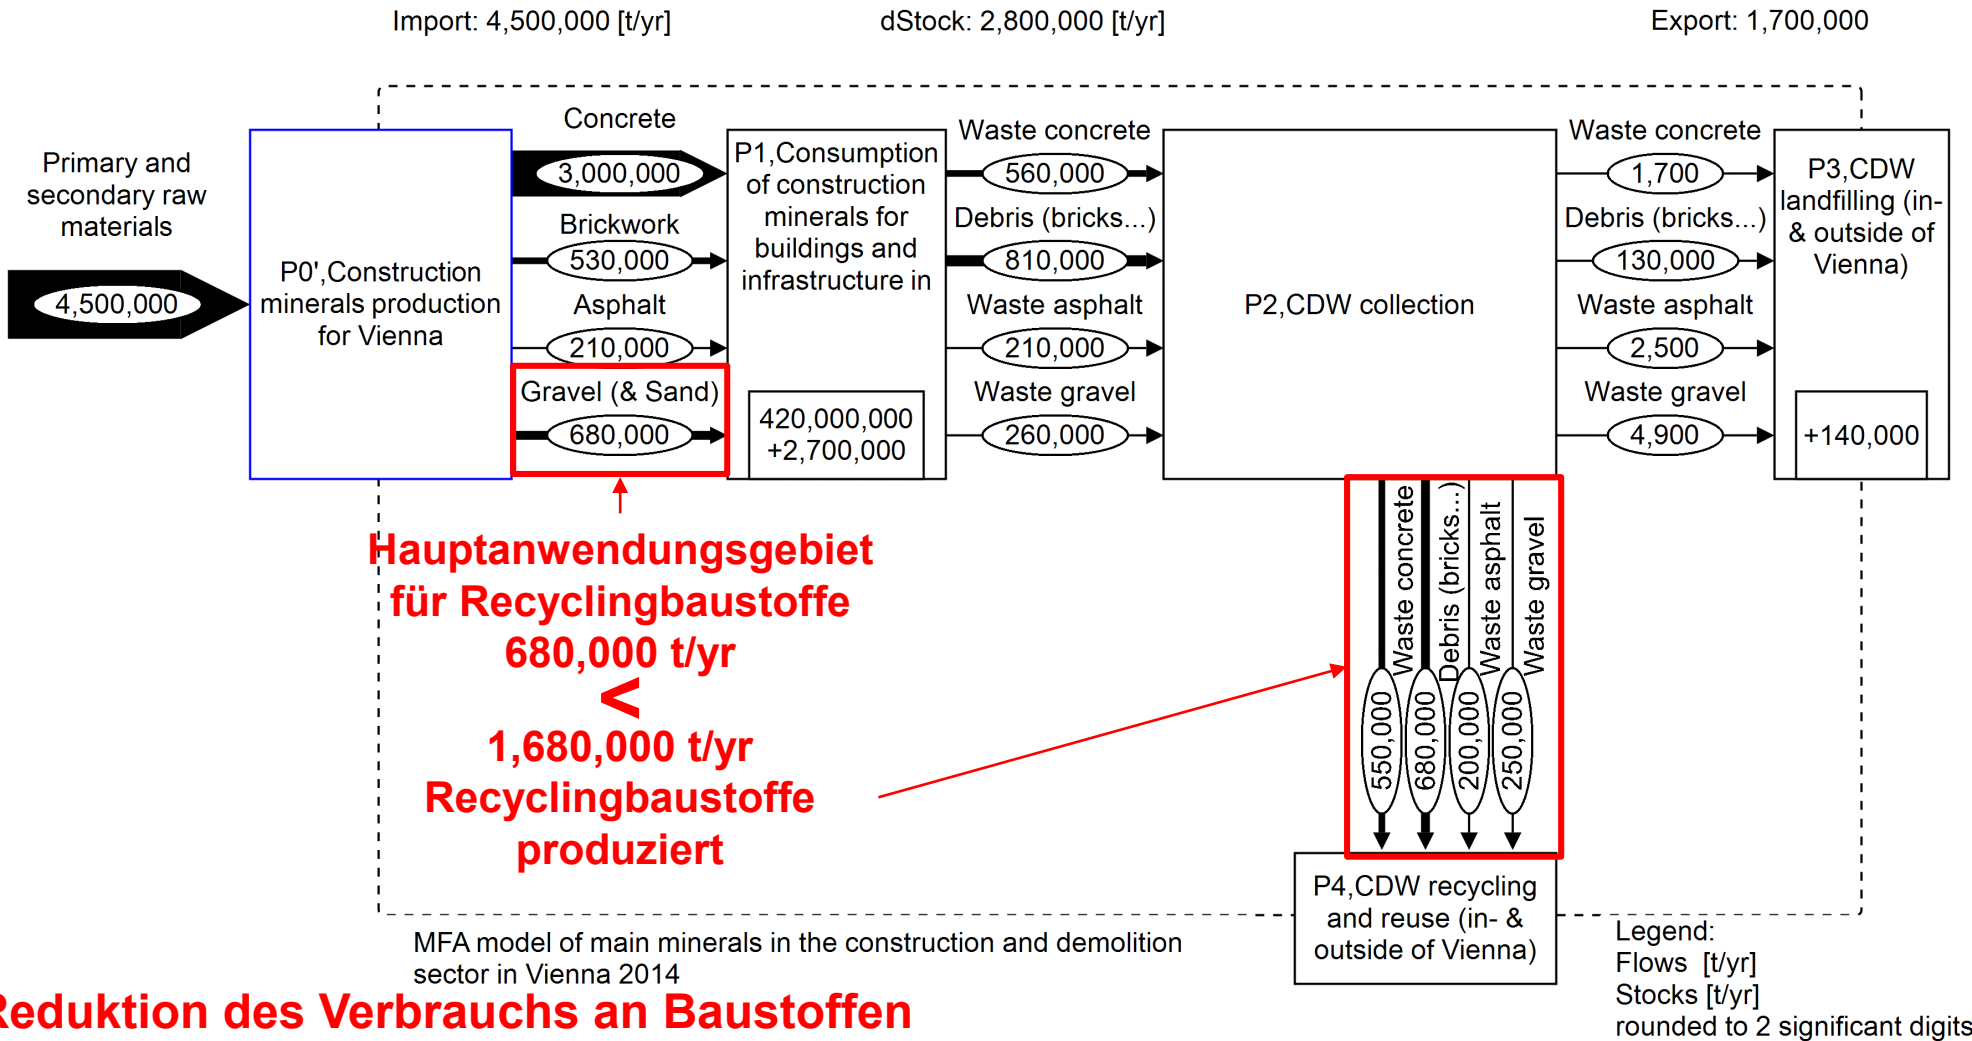 Import: 4,500,000 [t/yr]
dStock: 2,800,000 [t/yr]
Export: 1,700,000
Primary and
secondary raw
materials
4,500,000
P0',Construction
minerals production
for Vienna
Concrete
3,000,000
Brickwork
530,000
Asphalt
210,000
Gravel (& Sand)
680,000
P1,Consumption
of construction
minerals for
buildings and
infrastructure in
420,000,000
+2,700,000
Waste concrete
560,000
Debris (bricks...)
810,000
Waste asphalt
210,000
Waste gravel
260,000
P2,CDW collection
Waste concrete
1,700
Debris (bricks...)
130,000
Waste asphalt
2,500
Waste gravel
4,900
P3,CDW
landfilling (in-
& outside of
Vienna)
+140,000
Waste concrete
550,000
Debris (bricks...)
680,000
Waste asphalt
200,000
Waste gravel
250,000
P4,CDW recycling
and reuse (in- &
outside of Vienna)
Hauptanwendungsgebiet
für Recyclingbaustoffe
680,000 t/yr
<
1,680,000 t/yr
Recyclingbaustoffe
produziert
MFA model of main minerals in the construction and demolition
sector in Vienna 2014
Reduktion des Verbrauchs an Baustoffen
Legend:
Flows [t/yr]
Stocks [t/yr]
rounded to 2 significant digits